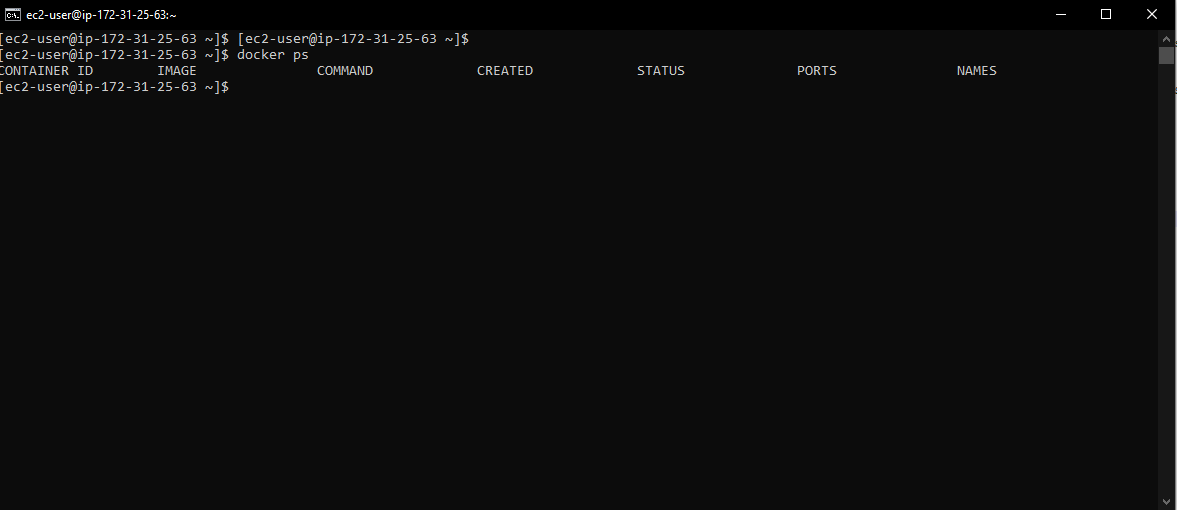 ec2-user@ip-172-31-25-63:~
[ec2-user@ip-172-31-25-63 ~]$ [ec2-user@ip-172-31-25-63 ~]$
[ec2-user@ip-172-31-25-63 ~]$ docker ps
CONTAINER ID        IMAGE               COMMAND             CREATED             STATUS              PORTS               NAMES
[ec2-user@ip-172-31-25-63 ~]$